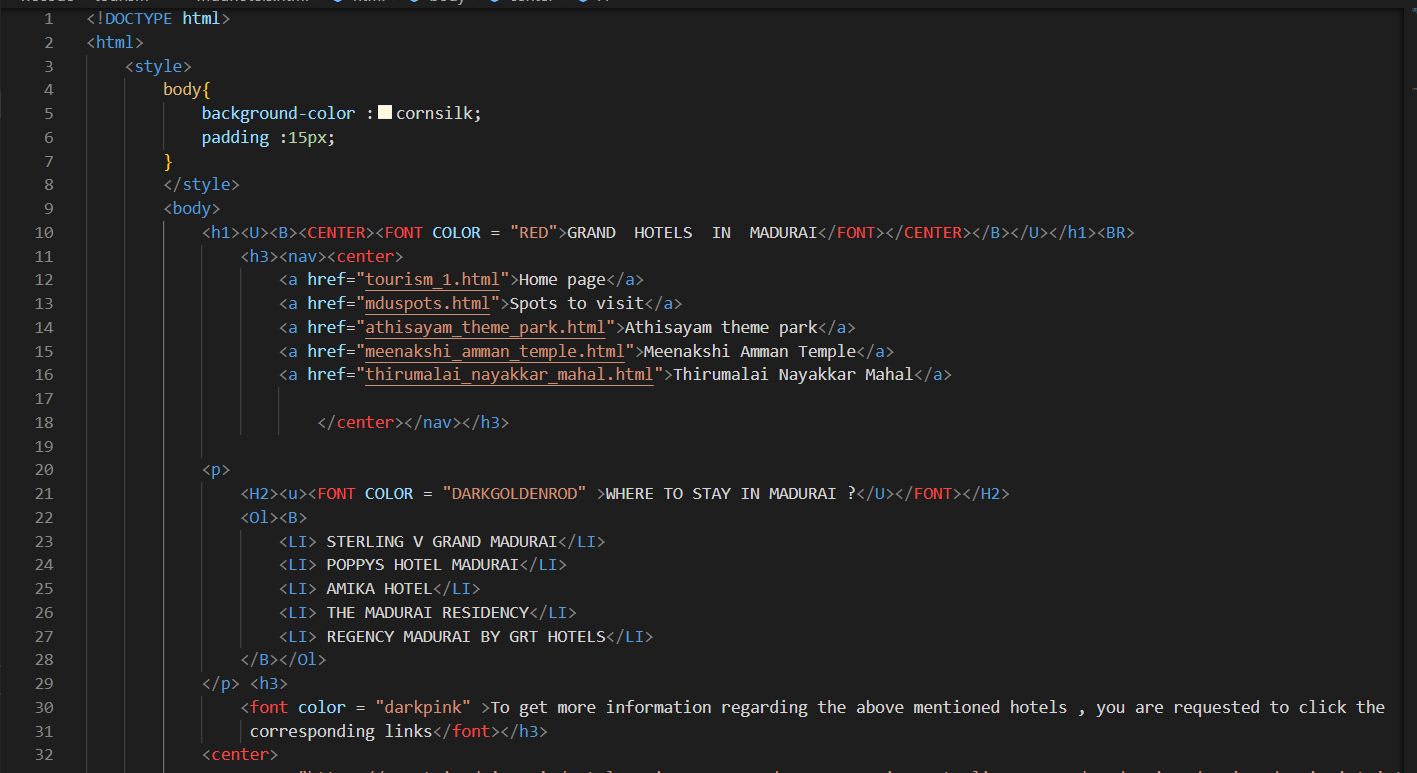 1 <!DOCTYPE html>
2 <html>
3 <style>
4 body{
5 background-color : cornsilk;
6 padding :15px;
7 }
8 </style>
9 <body>
10 <h1><U><B><CENTER><FONT COLOR = "RED">GRAND  HOTELS  IN  MADURAI</FONT></CENTER></B></U></h1><BR>
11 <h3><nav><center>
12 <a href="tourism_1.html">Home page</a>
13 <a href="mduspots.html">Spots to visit</a>
14 <a href="athisayam_theme_park.html">Athisayam theme park</a>
15 <a href="meenakshi_amman_temple.html">Meenakshi Amman Temple</a>
16 <a href="thirumalai_nayakkar_mahal.html">Thirumalai Nayakkar Mahal</a>
17
18 </center></nav></h3>
19
20 <p>
21 <H2><u><FONT COLOR = "DARKGOLDENROD" >WHERE TO STAY IN MADURAI ?</U></FONT></H2>
22 <Ol><B>
23 <LI> STERLING V GRAND MADURAI</LI>
24 <LI> POPPYS HOTEL MADURAI</LI>
25 <LI> AMIKA HOTEL</LI>
26 <LI> THE MADURAI RESIDENCY</LI>
27 <LI> REGENCY MADURAI BY GRT HOTELS</LI>
28 </B></Ol>
29 </p> <h3>
30 <font color = "darkpink" >To get more information regarding the above mentioned hotels , you are requested to click the
31 corresponding links</font></h3>
32 <center>